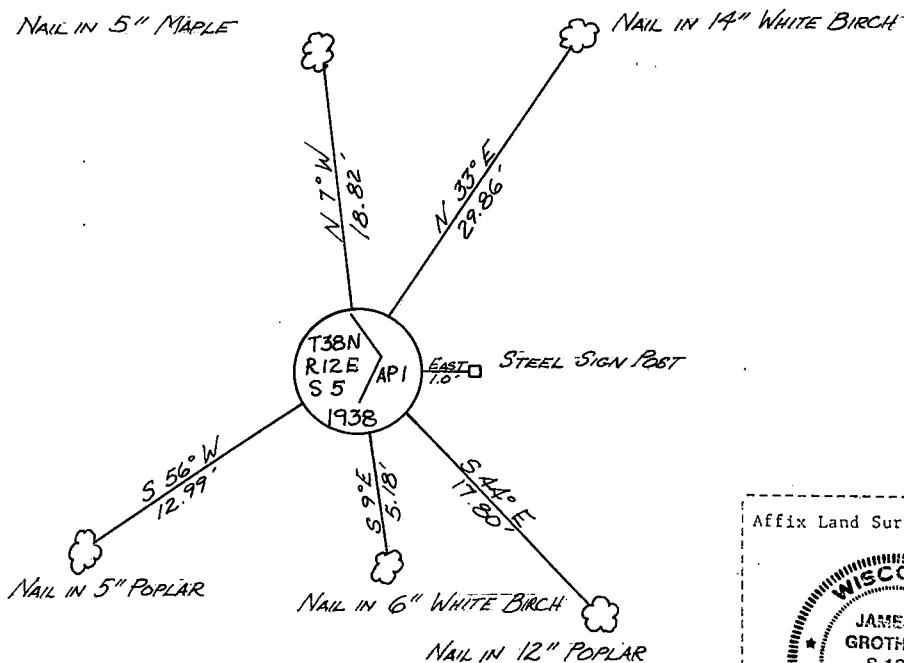 NAIL IN 5" MAPLE
NAIL IN 14" WHITE BIRCH
N 7° W
18.82'
N 33° E
29.86'
T38N
R12E
S 5
AP1
1938
EAST
1.0'
STEEL SIGN POST
S 56° W
12.99'
S 9° E
5.18'
S 44° E
17.80'
NAIL IN 5" POPLAR
NAIL IN 6" WHITE BIRCH
NAIL IN 12" POPLAR
Affix Land Sur
WISCO
JAME
GROTH